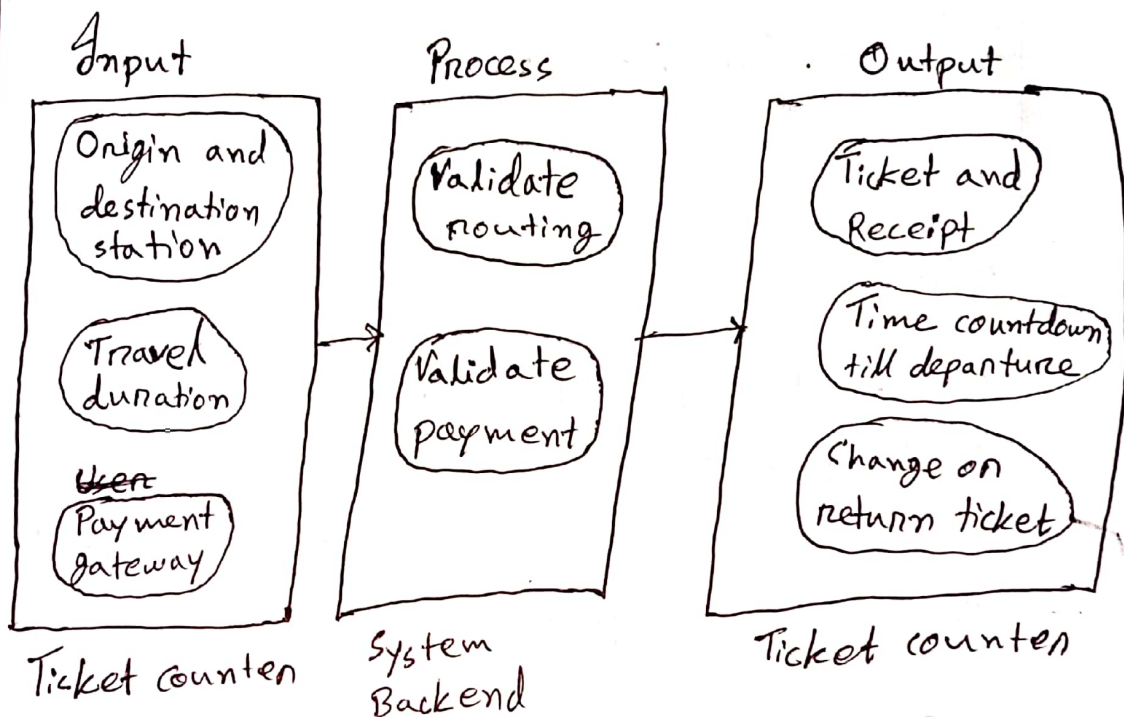 Input
Origin and
destination
station
Travel
duration
User
Payment
gateway
Ticket counter
Process
Validate
routing
Validate
payment
System
Backend
Output
Ticket and
Receipt
Time countdown
till departure
Change on
return ticket
Ticket counter